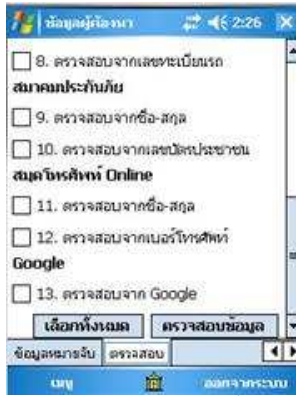 ข้อมูลผู้ต้องหา 2:26
8. ตรวจสอบจากเลขทะเบียนรถ
สมาคมประกันภัย
9. ตรวจสอบจากชื่อ-สกุล
10. ตรวจสอบจากเลขบัตรประชาชน
สมุดโทรศัพท์ Online
11. ตรวจสอบจากชื่อ-สกุล
12. ตรวจสอบจากเบอร์โทรศัพท์
Google
13. ตรวจสอบจาก Google
เลือกทั้งหมด ตรวจสอบข้อมูล
ข้อมูลหมายจับ ตรวจสอบ
เมนู ออกจากระบบ